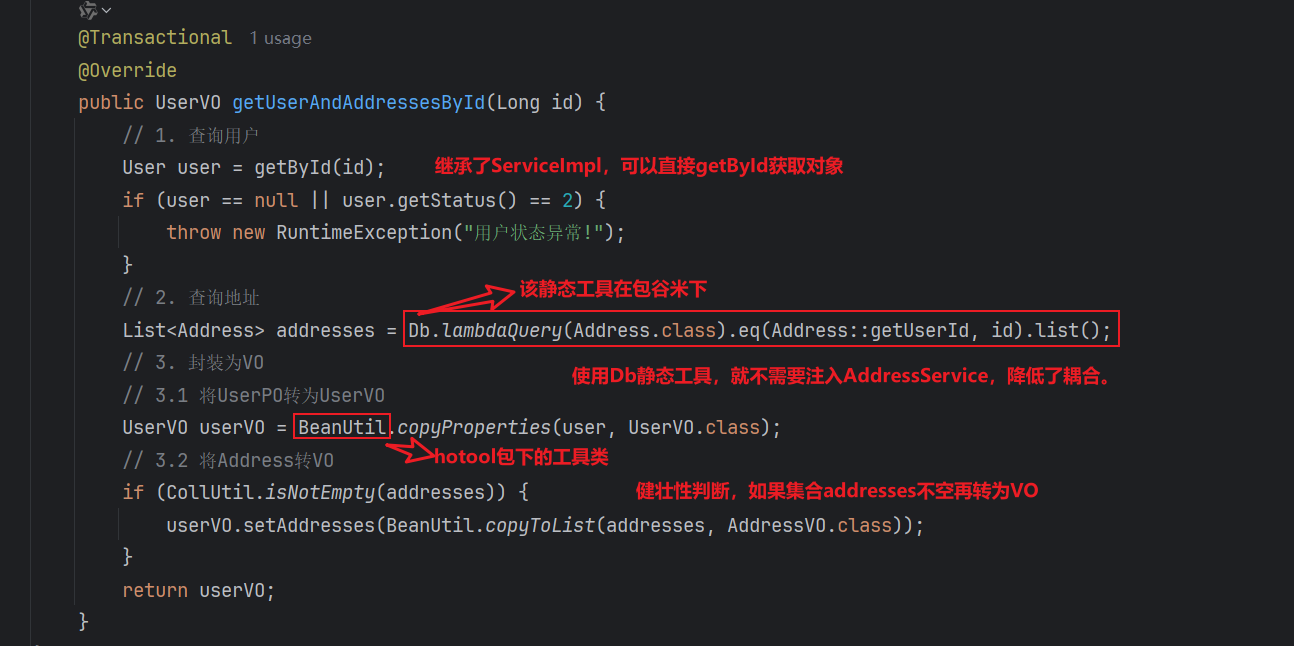 @Transactional 1 usage
@Override
public UserVO getUserAndAddressesById(Long id) {
// 1. 查询用户
User user = getById(id); 继承了ServiceImpl，可以直接getById获取对象
if (user == null || user.getStatus() == 2) {
throw new RuntimeException("用户状态异常!");
}
该静态工具在包谷米下
// 2. 查询地址
List<Address> addresses = Db.lambdaQuery(Address.class).eq(Address::getUserId, id).list();
// 3. 封装为VO
使用Db静态工具，就不需要注入AddressService，降低了耦合。
// 3.1 将UserPO转为UserVO
UserVO userVO = BeanUtil.copyProperties(user, UserVO.class);
// 3.2 将Address转VO
hotool包下的工具类
if (CollUtil.isNotEmpty(addresses)) { 健壮性判断，如果集合addresses不空再转为VO
userVO.setAddresses(BeanUtil.copyToList(addresses, AddressVO.class));
}
return userVO;
}